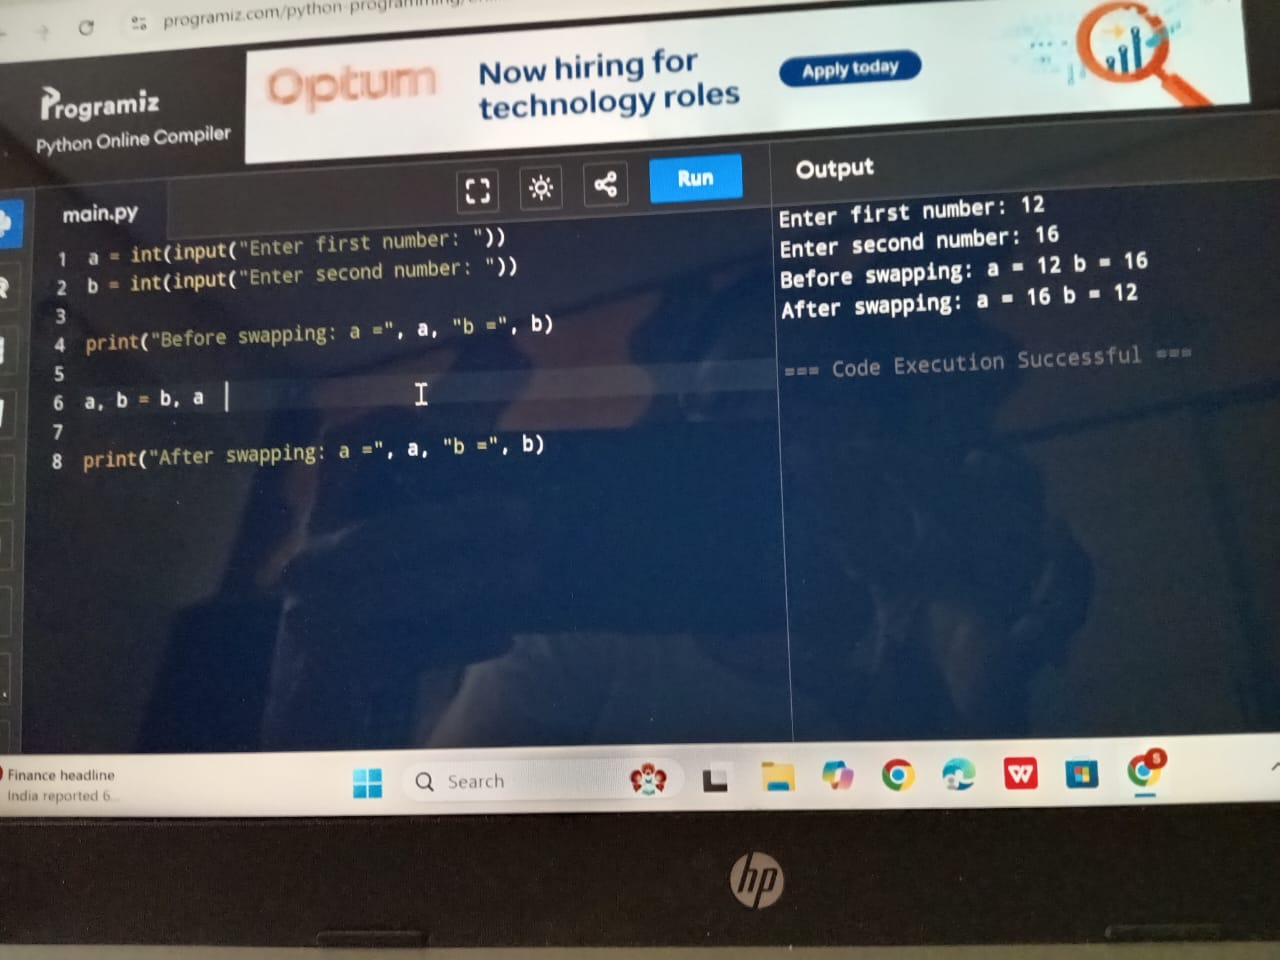 programiz.com/python-programming/
Programiz
Python Online Compiler
Optum
Now hiring for
technology roles
Apply today
main.py
Run
Output
1 a = int(input("Enter first number: "))
2 b = int(input("Enter second number: "))
3
4 print("Before swapping: a =", a, "b =", b)
5
6 a, b = b, a
7
8 print("After swapping: a =", a, "b =", b)
Enter first number: 12
Enter second number: 16
Before swapping: a = 12 b = 16
After swapping: a = 16 b = 12
=== Code Execution Successful ===
Finance headline
India reported 6...
Search
W
S
hp